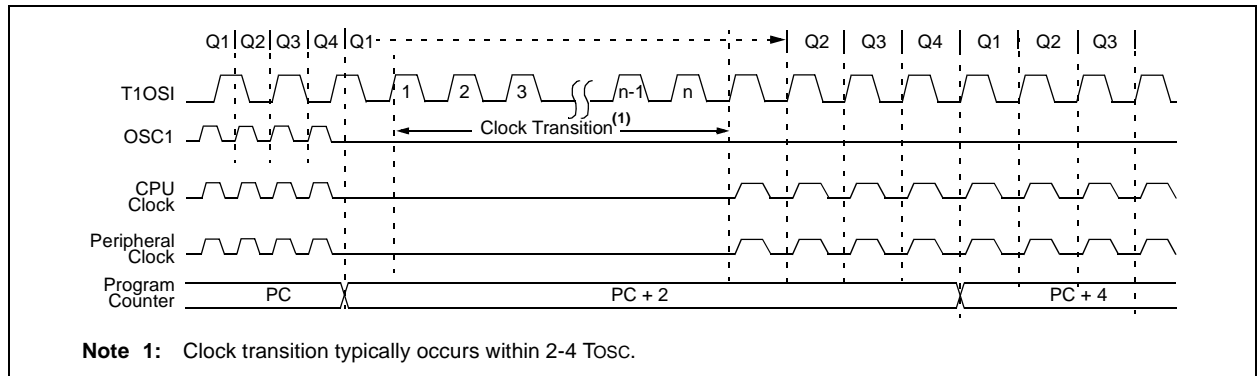 Q1 Q2 Q3 Q4 Q1 Q2 Q3 Q4 Q1 Q2 Q3
T1OSI 1 2 3 n-1 n
Clock Transition(1)
OSC1
CPU
Clock
Peripheral
Clock
Program
Counter
PC PC + 2 PC + 4
Note 1: Clock transition typically occurs within 2-4 TOSC.